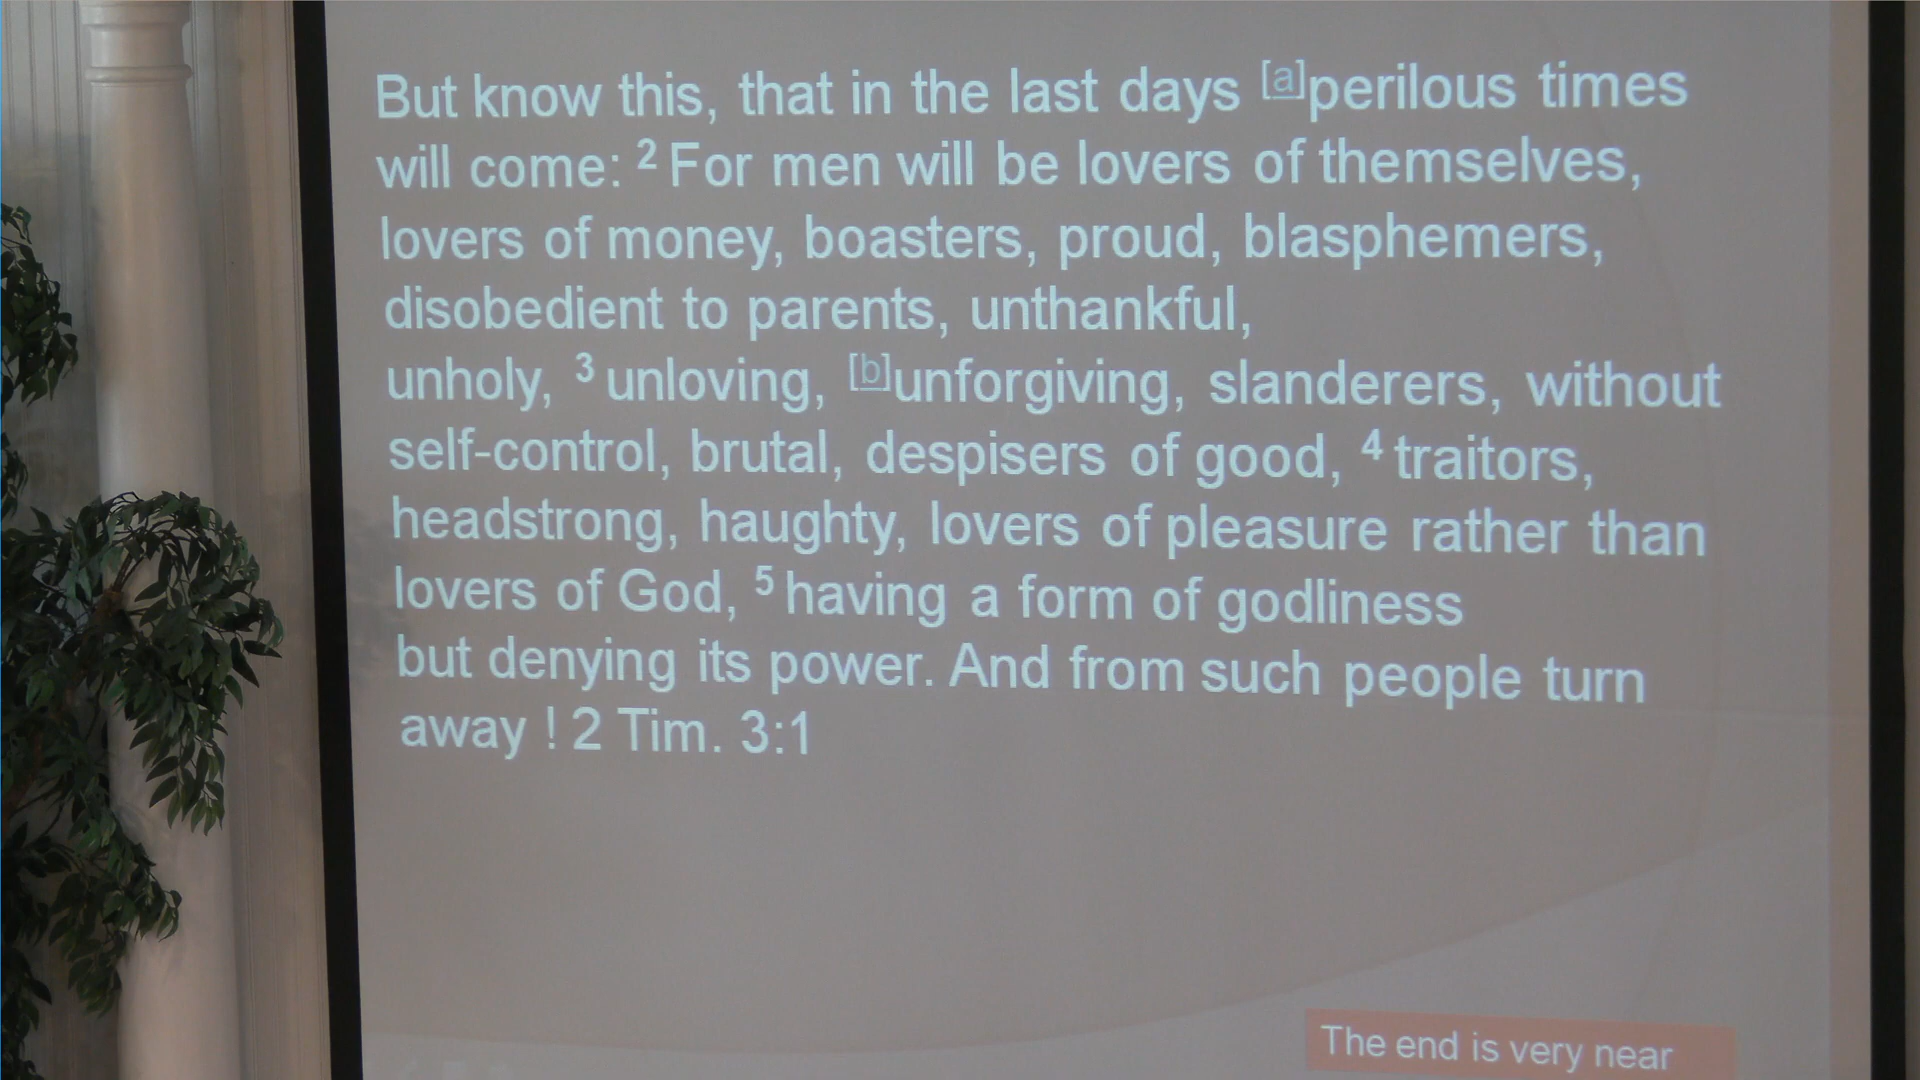 But know this, that in the last days [a]perilous times
will come: 2 For men will be lovers of themselves,
lovers of money, boasters, proud, blasphemers,
disobedient to parents, unthankful,
unholy, 3 unloving, [b]unforgiving, slanderers, without
self-control, brutal, despisers of good, 4 traitors,
headstrong, haughty, lovers of pleasure rather than
lovers of God, 5 having a form of godliness
but denying its power. And from such people turn
away ! 2 Tim. 3:1
The end is very near